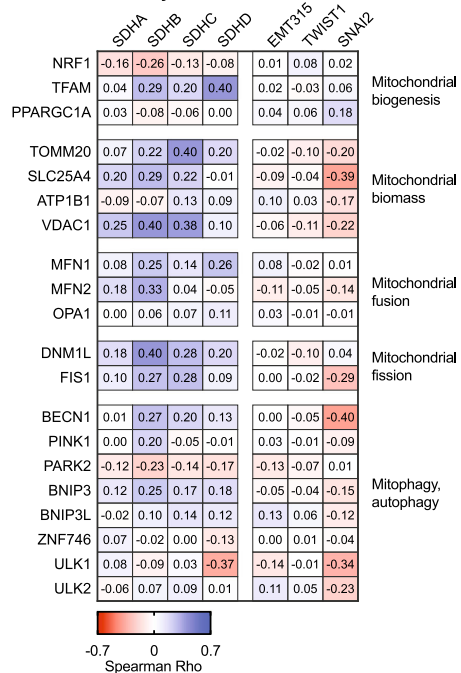 SDHA SDHB SDHC SDHD EMT315 TWIST1 SNAI2
NRF1 -0.16 -0.26 -0.13 -0.08 0.01 0.08 0.02
TFAM 0.04 0.29 0.20 0.40 0.02 -0.03 0.06
PPARGC1A 0.03 -0.08 -0.06 0.00 0.04 0.06 0.18
Mitochondrial
biogenesis
TOMM20 0.07 0.22 0.40 0.20 -0.02 -0.10 -0.20
SLC25A4 0.20 0.29 0.22 -0.01 -0.09 -0.04 -0.39
ATP1B1 -0.09 -0.07 0.13 0.09 0.10 0.03 -0.17
VDAC1 0.25 0.40 0.38 0.10 -0.06 -0.11 -0.22
Mitochondrial
biomass
MFN1 0.08 0.25 0.14 0.26 0.08 -0.02 0.01
MFN2 0.18 0.33 0.04 -0.05 -0.11 -0.05 -0.14
OPA1 0.00 0.06 0.07 0.11 0.03 -0.01 -0.01
Mitochondrial
fusion
DNM1L 0.18 0.40 0.28 0.20 -0.02 -0.10 0.04
FIS1 0.10 0.27 0.28 0.09 0.00 -0.02 -0.29
Mitochondrial
fission
BECN1 0.01 0.27 0.20 0.13 0.00 -0.05 -0.40
PINK1 0.00 0.20 -0.05 -0.01 0.03 -0.01 -0.09
PARK2 -0.12 -0.23 -0.14 -0.17 -0.13 -0.07 0.01
BNIP3 0.12 0.25 0.17 0.18 -0.05 -0.04 -0.15
BNIP3L -0.02 0.10 0.14 0.12 0.13 0.06 -0.12
ZNF746 0.07 -0.02 0.00 -0.13 0.00 0.01 -0.04
ULK1 0.08 -0.09 0.03 -0.37 -0.14 -0.01 -0.34
ULK2 -0.06 0.07 0.09 0.01 0.11 0.05 -0.23
Mitophagy,
autophagy
-0.7 0 0.7
Spearman Rho